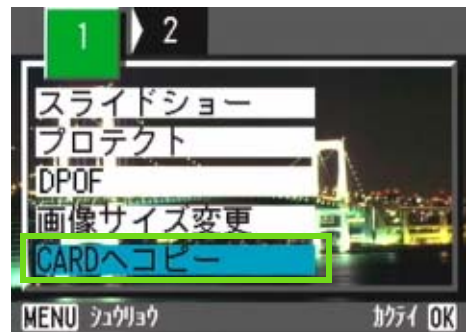 1 2
スライドショー
プロテクト
DPOF
画像サイズ変更
CARDへコピー
MENU ｼｭｳﾘｮｳ ｶｸﾃｲ OK